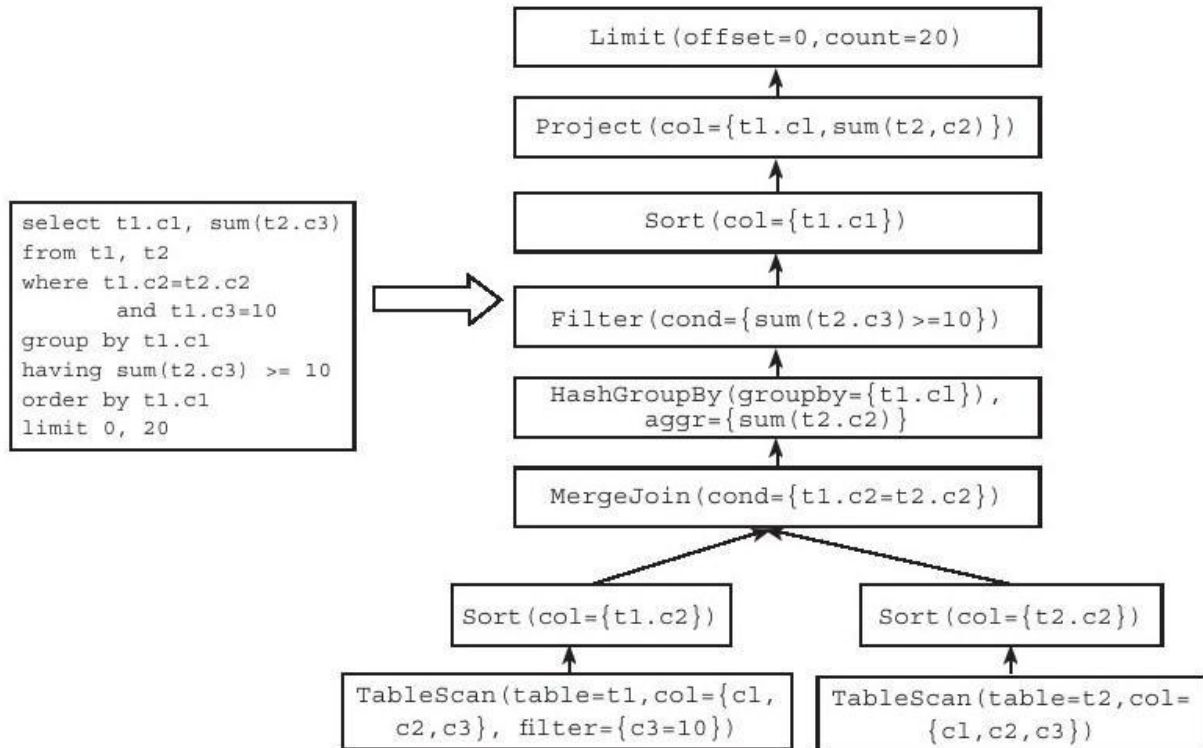 Limit(offset=0,count=20)
Project(col={t1.cl,sum(t2,c2)})
Sort(col={t1.c1})
select t1.c1, sum(t2.c3)
from t1, t2
where t1.c2=t2.c2
and t1.c3=10
group by t1.c1
having sum(t2.c3) >= 10
order by t1.c1
limit 0, 20
Filter(cond={sum(t2.c3)>=10})
HashGroupBy(groupby={t1.cl}),
aggr={sum(t2.c2)}
MergeJoin(cond={t1.c2=t2.c2})
Sort(col={t1.c2})
Sort(col={t2.c2})
TableScan(table=t1,col={cl,
c2,c3}, filter={c3=10})
TableScan(table=t2,col=
{cl,c2,c3})